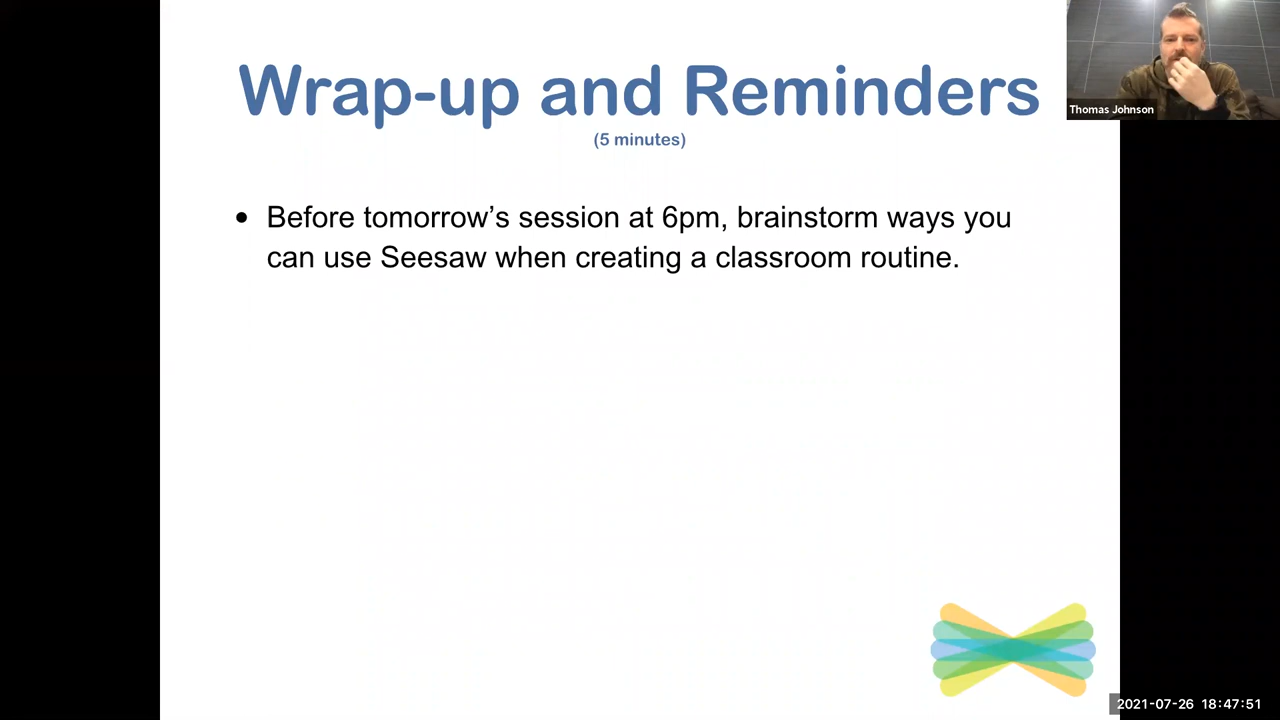 Wrap-up and Reminders
(5 minutes)
• Before tomorrow’s session at 6pm, brainstorm ways you
can use Seesaw when creating a classroom routine.
Thomas Johnson
2021-07-26 18:47:51